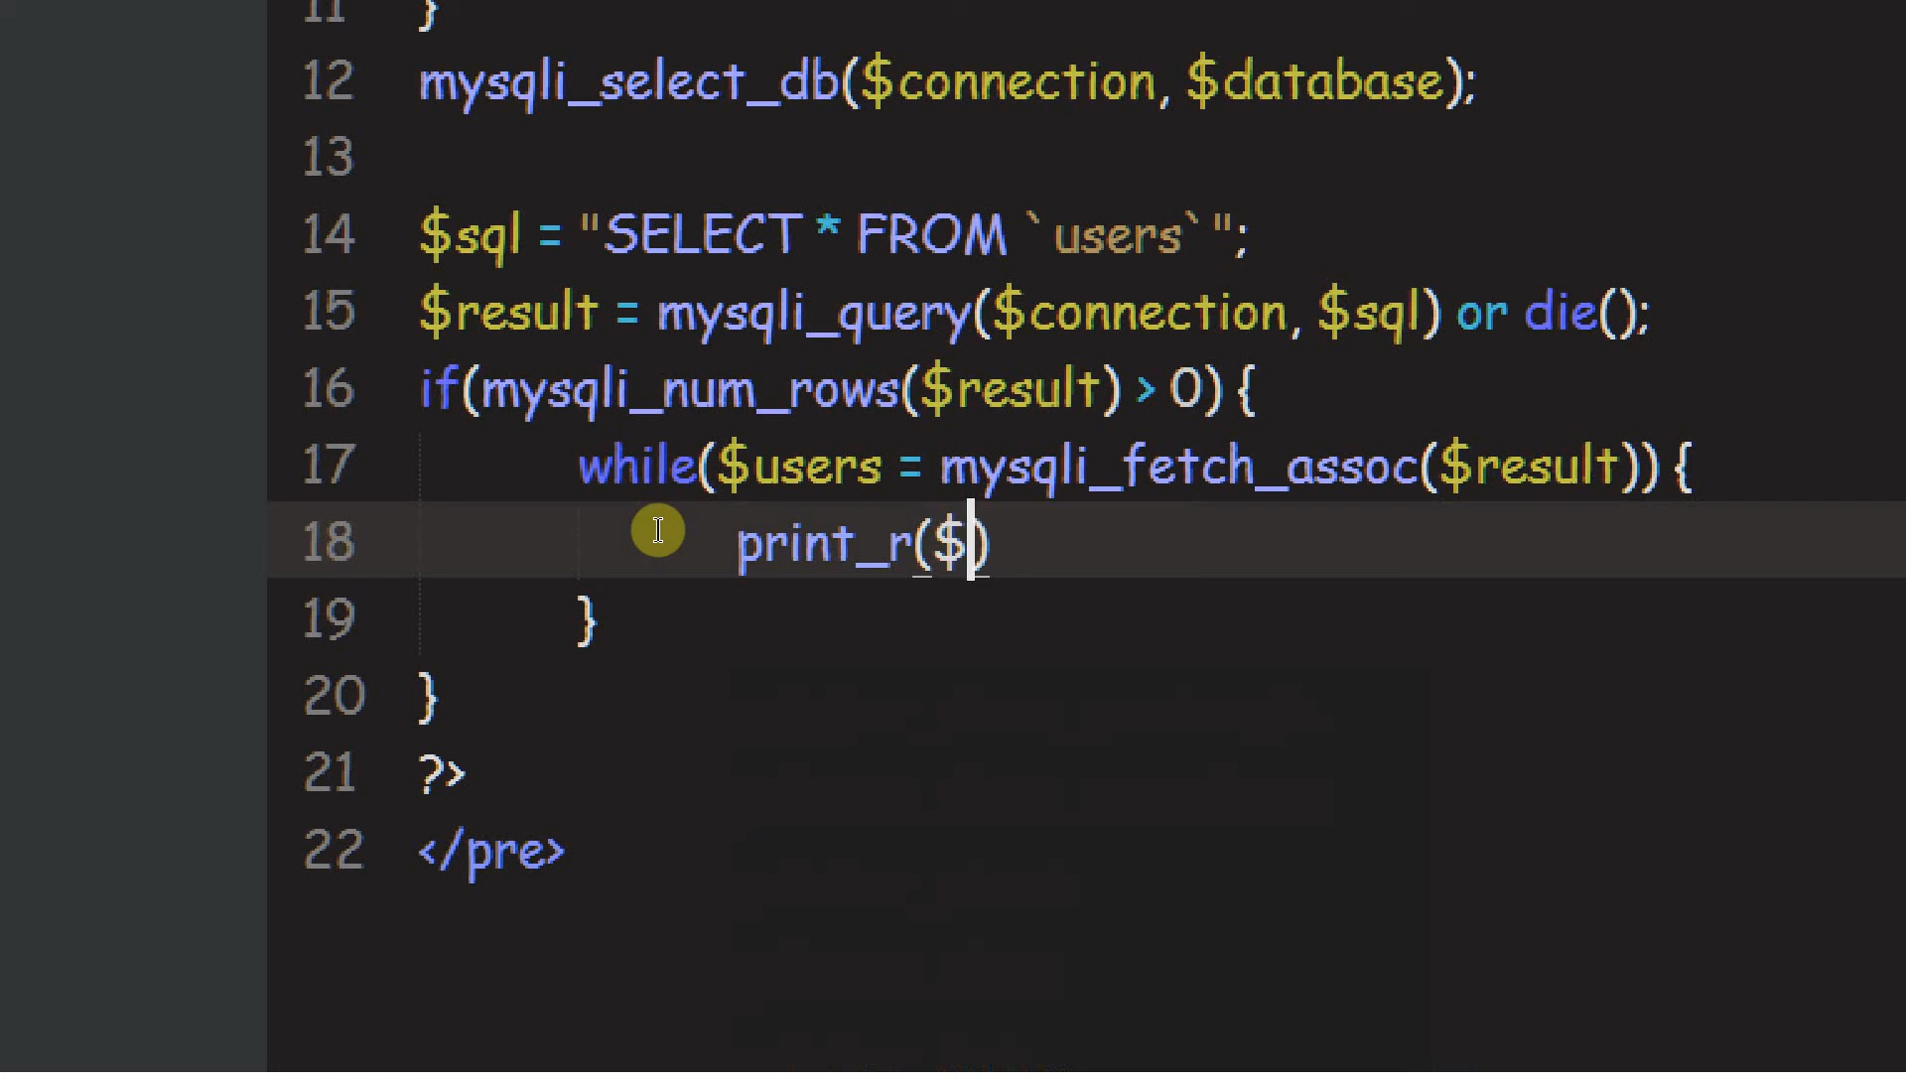 11 }
12 mysqli_select_db($connection, $database);
13
14 $sql = "SELECT * FROM `users`";
15 $result = mysqli_query($connection, $sql) or die();
16 if(mysqli_num_rows($result) > 0) {
17 while($users = mysqli_fetch_assoc($result)) {
18 print_r($)
19 }
20 }
21 ?>
22 </pre>